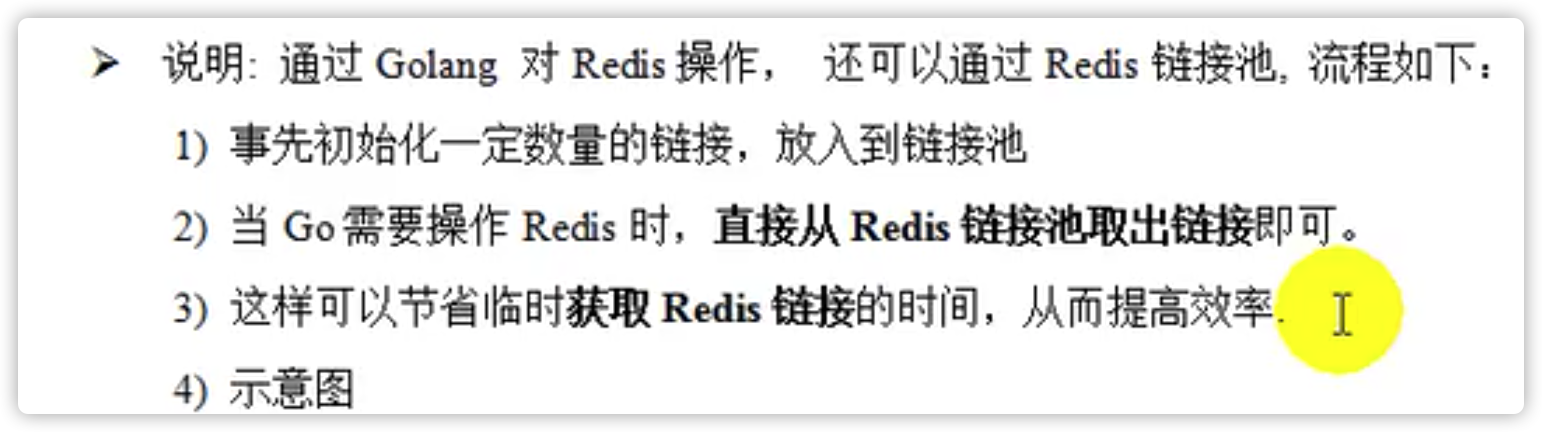 ➢ 说明: 通过 Golang 对 Redis 操作， 还可以通过 Redis 链接池, 流程如下：
1) 事先初始化一定数量的链接，放入到链接池
2) 当 Go 需要操作 Redis 时，直接从 Redis 链接池取出链接即可。
3) 这样可以节省临时获取 Redis 链接的时间，从而提高效率.
4) 示意图